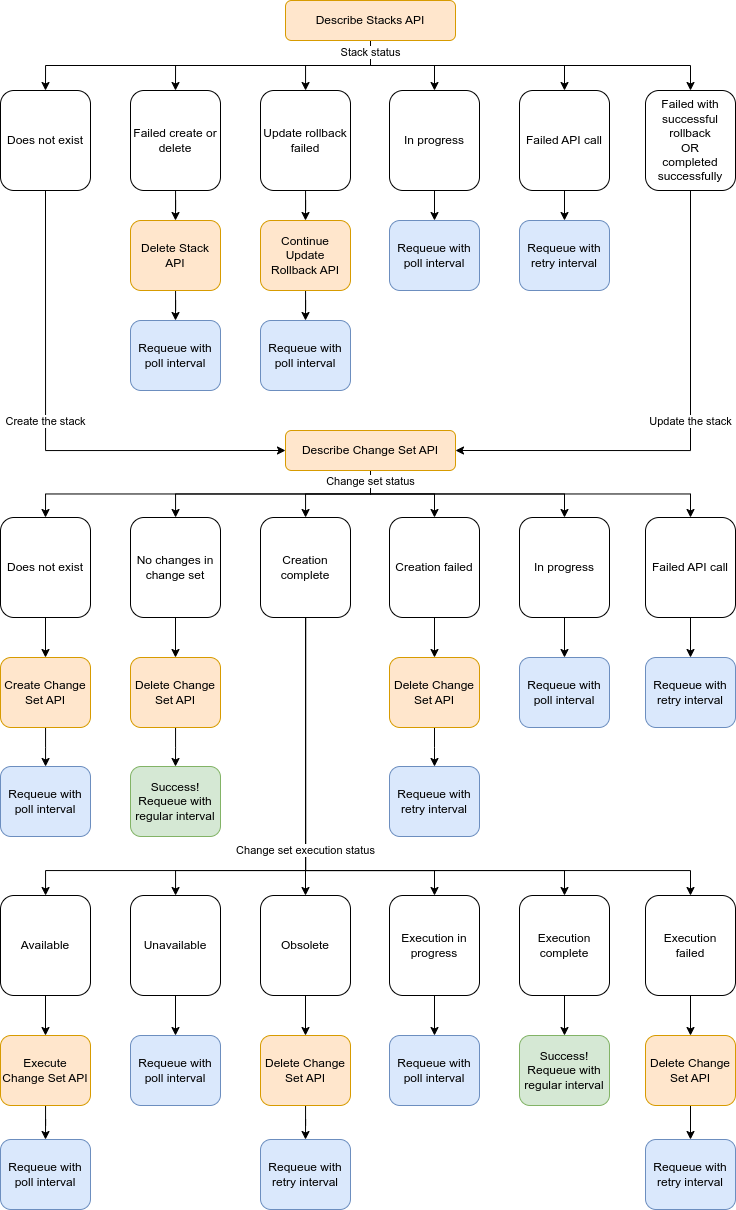 Describe Stacks API
Stack status
Does not exist
Failed create or
delete
Update rollback
failed
In progress
Failed API call
Failed with
successful
rollback
OR
completed
successfully
Delete Stack
API
Continue
Update
Rollback API
Requeue with
poll interval
Requeue with
retry interval
Requeue with
poll interval
Requeue with
poll interval
Create the stack
Update the stack
Describe Change Set API
Change set status
Does not exist
No changes in
change set
Creation
complete
Creation failed
In progress
Failed API call
Create Change
Set API
Delete Change
Set API
Delete Change
Set API
Requeue with
poll interval
Requeue with
retry interval
Requeue with
poll interval
Success!
Requeue with
regular interval
Requeue with
retry interval
Change set execution status
Available
Unavailable
Obsolete
Execution in
progress
Execution
complete
Execution
failed
Execute
Change Set API
Requeue with
poll interval
Delete Change
Set API
Requeue with
poll interval
Success!
Requeue with
regular interval
Delete Change
Set API
Requeue with
poll interval
Requeue with
retry interval
Requeue with
retry interval